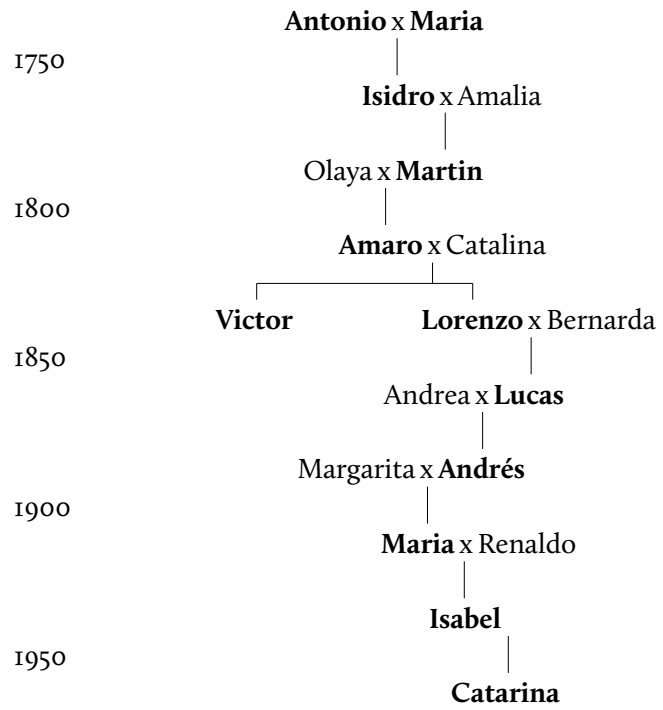 Antonio x Maria
1750
Isidro x Amalia
Olaya x Martin
1800
Amaro x Catalina
Victor Lorenzo x Bernarda
1850
Andrea x Lucas
Margarita x Andrés
1900
Maria x Renaldo
Isabel
1950
Catarina